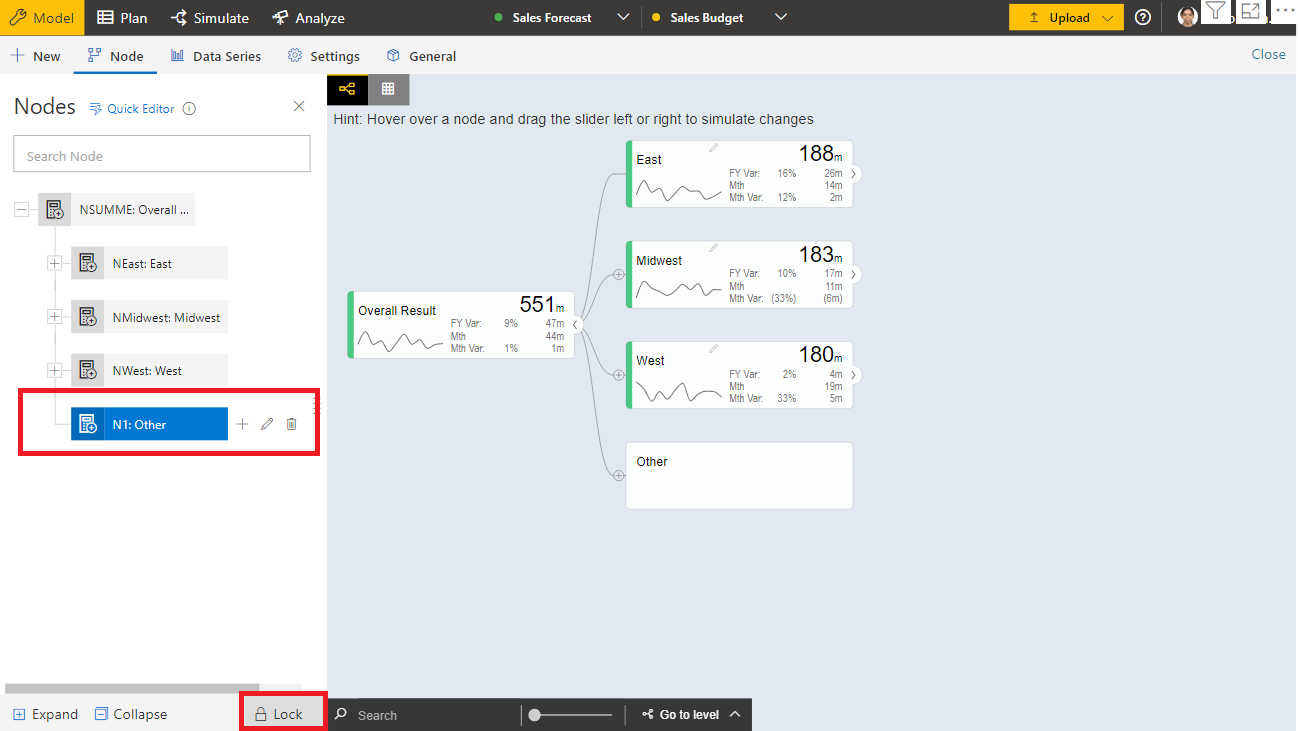 Model Plan Simulate Analyze Sales Forecast Sales Budget Upload
New Node Data Series Settings General Close
Nodes Quick Editor
Search Node
NSUMME: Overall ...
NEast: East
NMidwest: Midwest
NWest: West
N1: Other
Expand Collapse Lock
Hint: Hover over a node and drag the slider left or right to simulate changes
Overall Result 551m
FY Var: 9% 47m
Mth 44m
Mth Var: 1% 1m
East 188m
FY Var: 16% 26m
Mth 14m
Mth Var: 12% 2m
Midwest 183m
FY Var: 10% 17m
Mth 11m
Mth Var: (33%) (6m)
West 180m
FY Var: 2% 4m
Mth 19m
Mth Var: 33% 5m
Other
Search Go to level